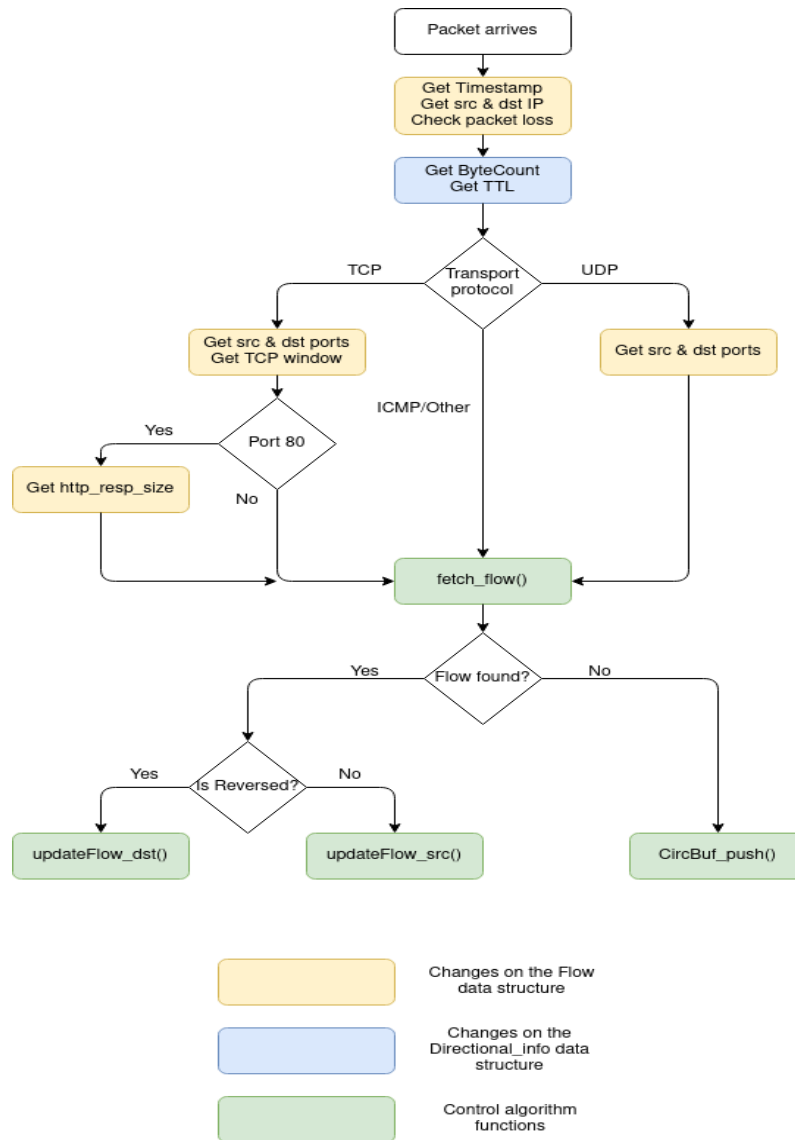 Packet arrives
Get Timestamp
Get src & dst IP
Check packet loss
Get ByteCount
Get TTL
TCP
Transport
protocol
UDP
Get src & dst ports
Get TCP window
Get src & dst ports
ICMP/Other
Yes
Port 80
Get http_resp_size
No
fetch_flow()
Yes
Flow found?
No
Yes
Is Reversed?
No
updateFlow_dst()
updateFlow_src()
CircBuf_push()
Changes on the Flow
data structure
Changes on the
Directional_info data
structure
Control algorithm
functions